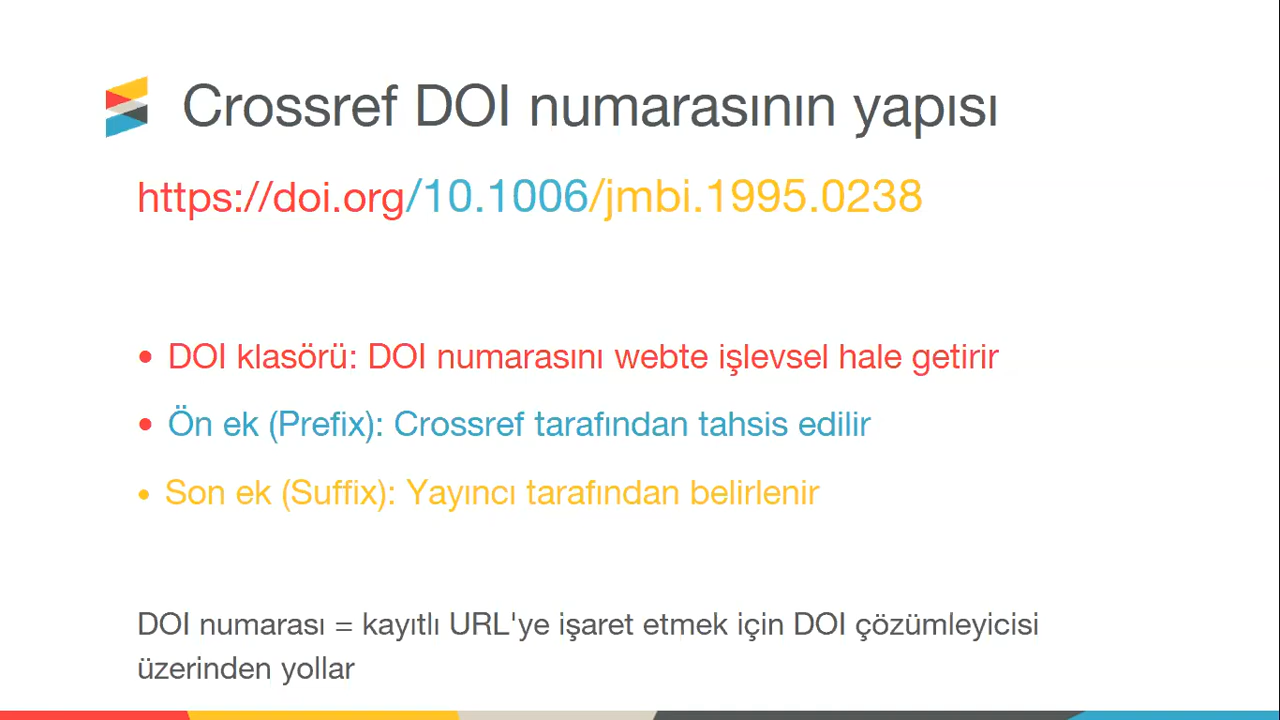 Crossref DOI numarasının yapısı
https://doi.org/10.1006/jmbi.1995.0238
• DOI klasörü: DOI numarasını webte işlevsel hale getirir
• Ön ek (Prefix): Crossref tarafından tahsis edilir
• Son ek (Suffix): Yayıncı tarafından belirlenir
DOI numarası = kayıtlı URL'ye işaret etmek için DOI çözümleyicisi
üzerinden yollar